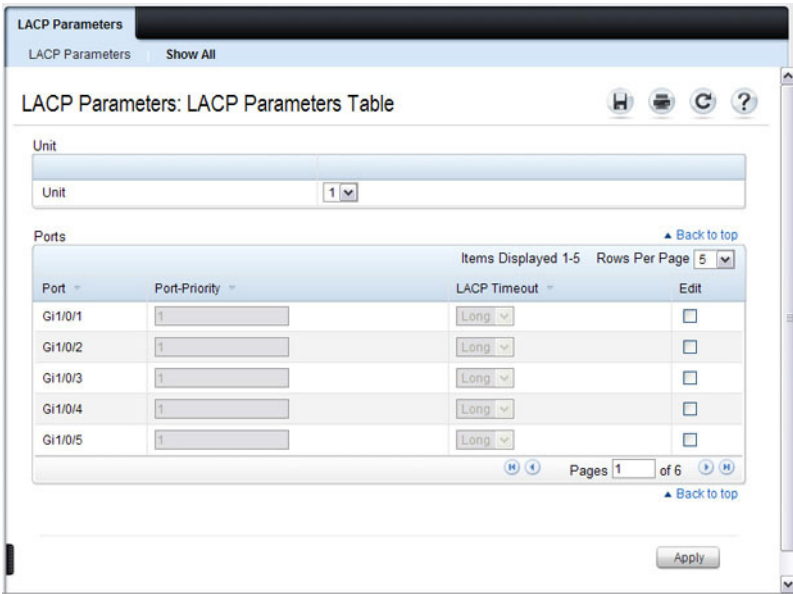 LACP Parameters
LACP Parameters Show All
LACP Parameters: LACP Parameters Table
?
Unit
Unit 1
Ports Back to top
Items Displayed 1-5 Rows Per Page 5
Port Port-Priority LACP Timeout Edit
Gi1/0/1 1 Long
Gi1/0/2 1 Long
Gi1/0/3 1 Long
Gi1/0/4 1 Long
Gi1/0/5 1 Long
Pages 1 of 6
Back to top
Apply